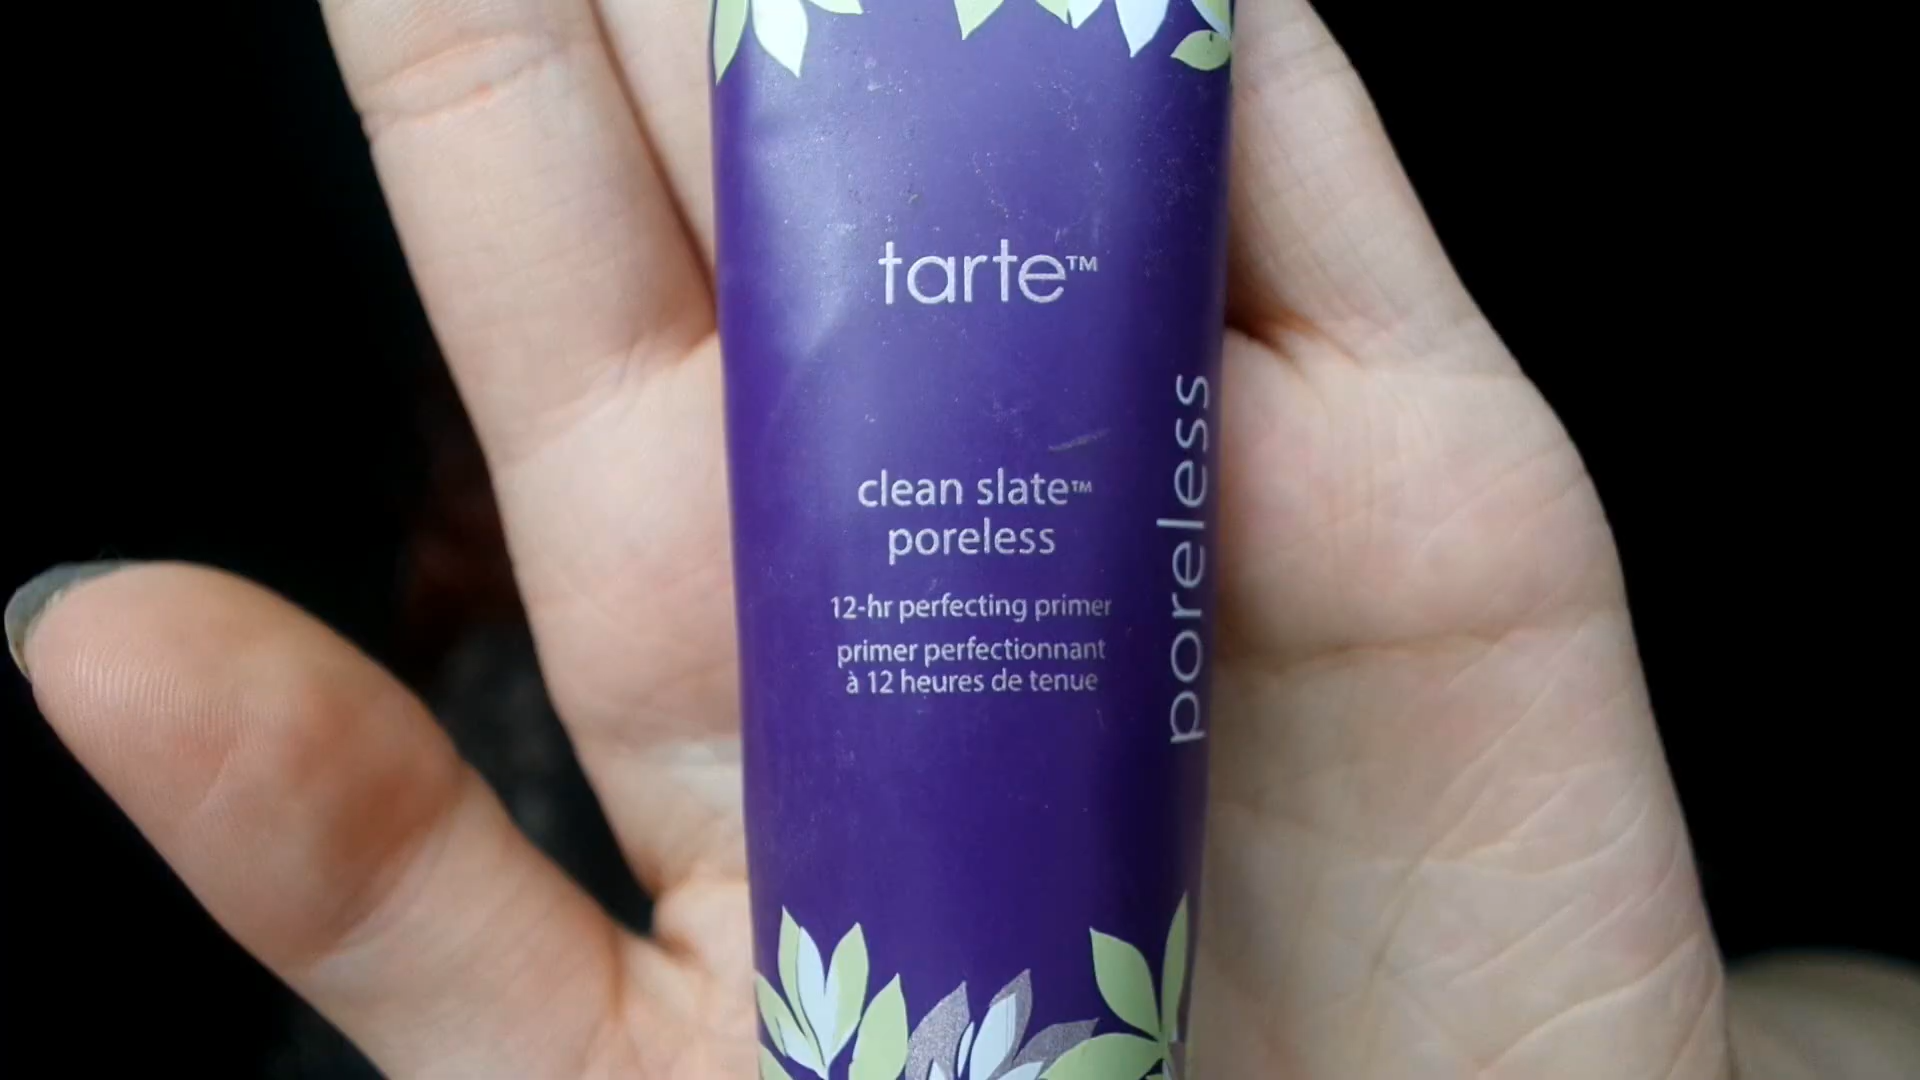 tarte™
clean slate™
poreless
12-hr perfecting primer
primer perfectionnant
à 12 heures de tenue
poreless